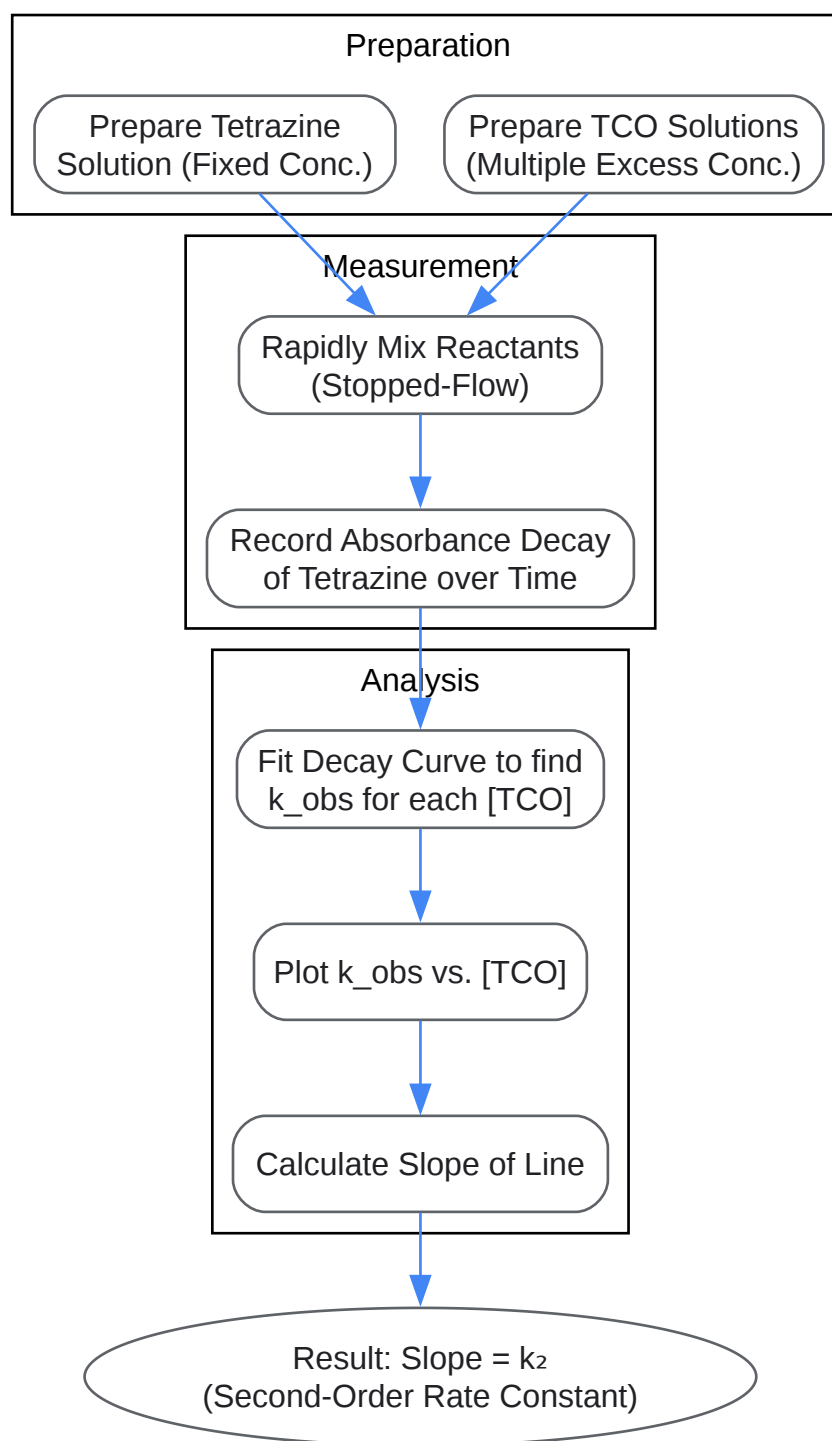 Preparation
Prepare Tetrazine
Solution (Fixed Conc.)
Prepare TCO Solutions
(Multiple Excess Conc.)
Measurement
Rapidly Mix Reactants
(Stopped-Flow)
Record Absorbance Decay
of Tetrazine over Time
Analysis
Fit Decay Curve to find
k_obs for each [TCO]
Plot k_obs vs. [TCO]
Calculate Slope of Line
Result: Slope = k₂
(Second-Order Rate Constant)